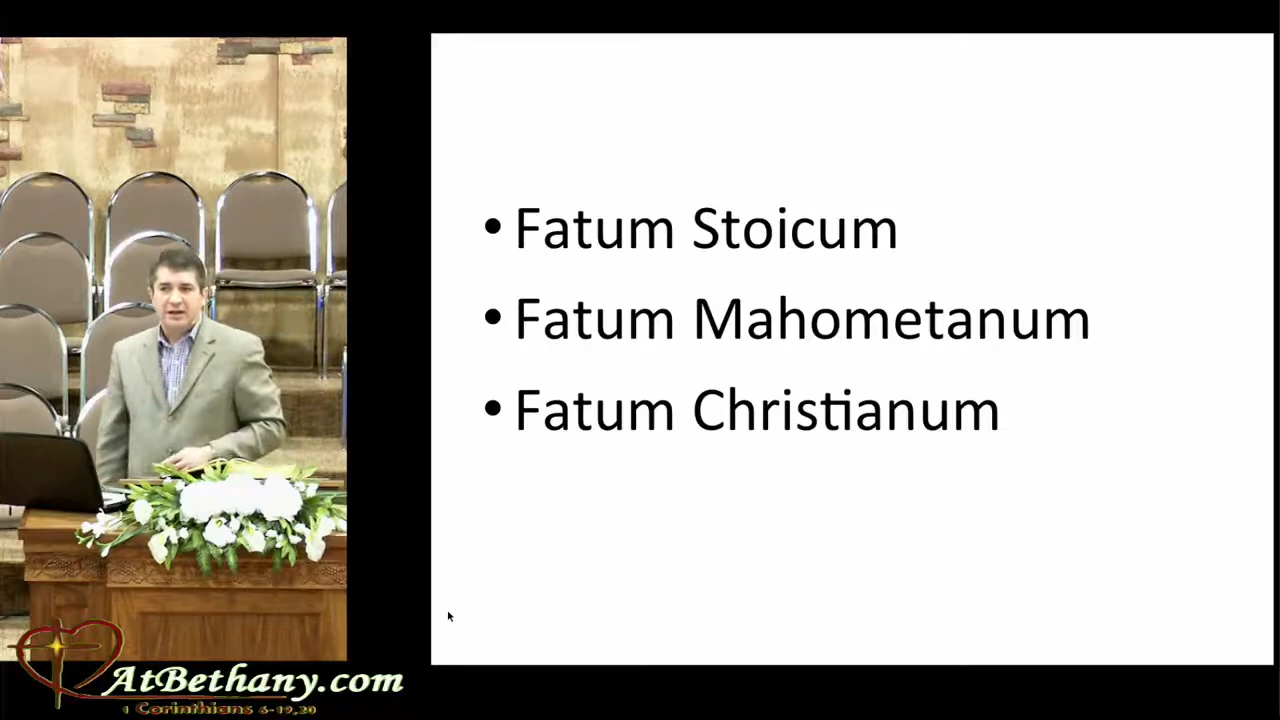 • Fatum Stoicum
• Fatum Mahometanum
• Fatum Christianum
AtBethany.com
1 Corinthians 6-19,20